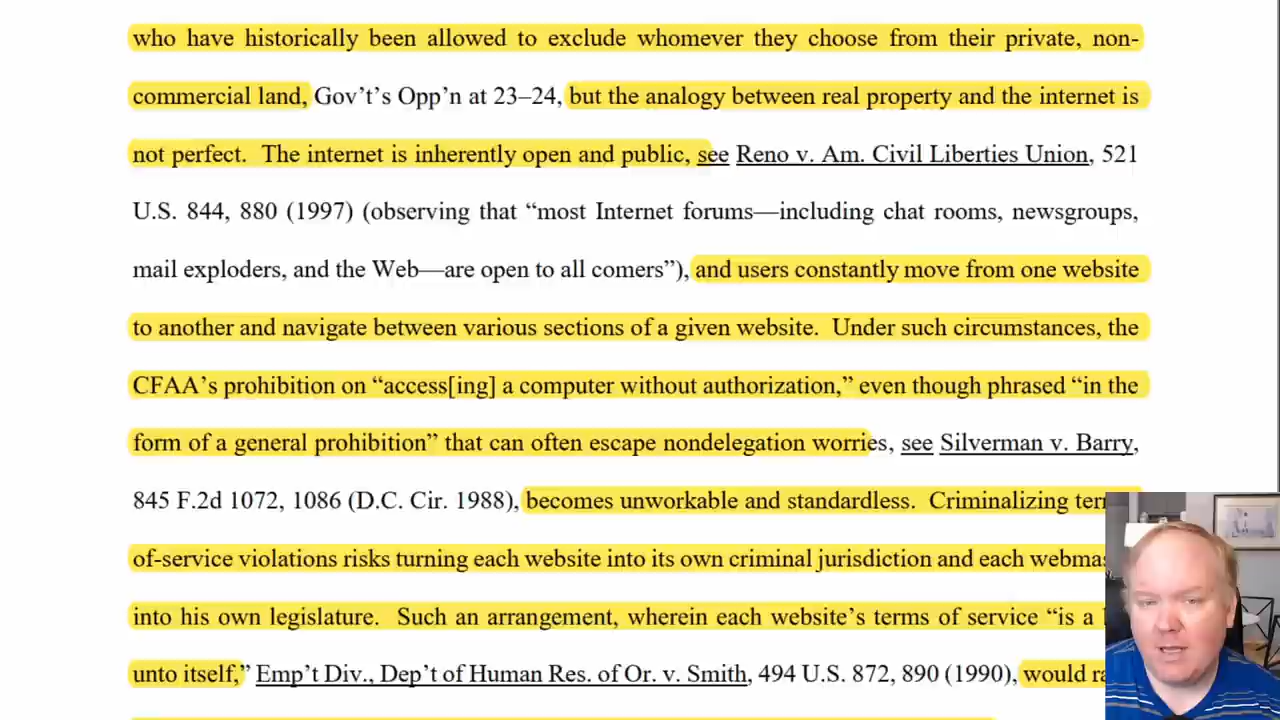 who have historically been allowed to exclude whomever they choose from their private, non-
commercial land, Gov’t’s Opp’n at 23–24, but the analogy between real property and the internet is
not perfect. The internet is inherently open and public, see Reno v. Am. Civil Liberties Union, 521
U.S. 844, 880 (1997) (observing that “most Internet forums—including chat rooms, newsgroups,
mail exploders, and the Web—are open to all comers”), and users constantly move from one website
to another and navigate between various sections of a given website. Under such circumstances, the
CFAA’s prohibition on “access[ing] a computer without authorization,” even though phrased “in the
form of a general prohibition” that can often escape nondelegation worries, see Silverman v. Barry,
845 F.2d 1072, 1086 (D.C. Cir. 1988), becomes unworkable and standardless. Criminalizing
of-service violations risks turning each website into its own criminal jurisdiction and each
into his own legislature. Such an arrangement, wherein each website’s terms of service “is a
unto itself,” Emp’t Div., Dep’t of Human Res. of Or. v. Smith, 494 U.S. 872, 890 (1990), would